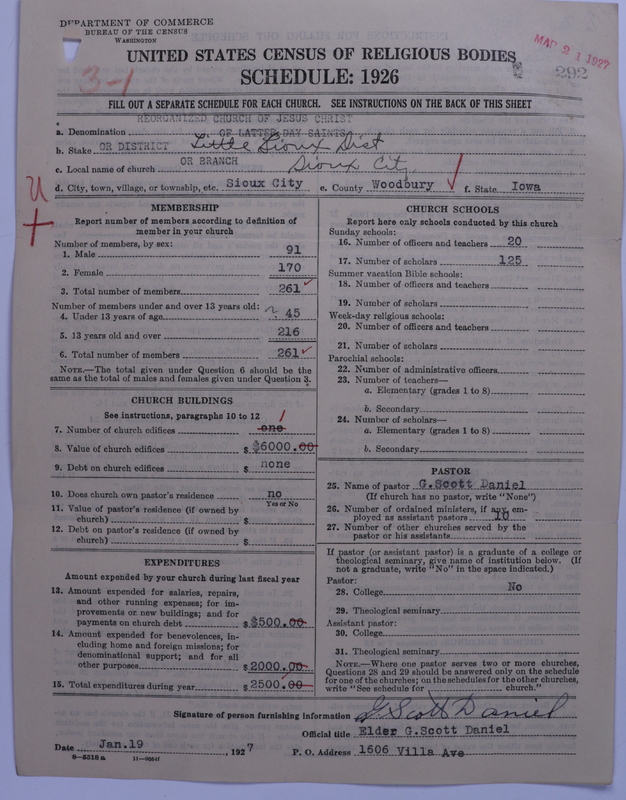 DEPARTMENT OF COMMERCE
BUREAU OF THE CENSUS
WASHINGTON
MAR 21 1927
292
3-1
UNITED STATES CENSUS OF RELIGIOUS BODIES
SCHEDULE: 1926
FILL OUT A SEPARATE SCHEDULE FOR EACH CHURCH. SEE INSTRUCTIONS ON THE BACK OF THIS SHEET
REORGANIZED CHURCH OF JESUS CHRIST
a. Denomination OF LATTER DAY SAINTS
b. Stake OR DISTRICT Little Sioux Dist
c. Local name of church OR BRANCH Sioux City
d. City, town, village, or township, etc. Sioux City e. County Woodbury f. State Iowa
MEMBERSHIP
Report number of members according to definition of
member in your church
Number of members, by sex:
1. Male 91
2. Female 170
3. Total number of members 261
Number of members under and over 13 years old:
4. Under 13 years of age 45
5. 13 years old and over 216
6. Total number of members 261
NOTE.—The total given under Question 6 should be the
same as the total of males and females given under Question 3.
CHURCH BUILDINGS
See instructions, paragraphs 10 to 12
7. Number of church edifices one 1
8. Value of church edifices $ $6000.00
9. Debt on church edifices $ none
10. Does church own pastor's residence no
Yes or No
11. Value of pastor's residence (if owned by
church) $
12. Debt on pastor's residence (if owned by
church) $
EXPENDITURES
Amount expended by your church during last fiscal year
13. Amount expended for salaries, repairs,
and other running expenses; for im-
provements or new buildings; and for
payments on church debt $ $500.00
14. Amount expended for benevolences, in-
cluding home and foreign missions; for
denominational support; and for all
other purposes $ 2000.00
15. Total expenditures during year $ 2500.00
CHURCH SCHOOLS
Report here only schools conducted by this church
Sunday schools:
16. Number of officers and teachers 20
17. Number of scholars 125
Summer vacation Bible schools:
18. Number of officers and teachers
19. Number of scholars
Week-day religious schools:
20. Number of officers and teachers
21. Number of scholars
Parochial schools:
22. Number of administrative officers
23. Number of teachers—
a. Elementary (grades 1 to 8)
b. Secondary
24. Number of scholars—
a. Elementary (grades 1 to 8)
b. Secondary
PASTOR
25. Name of pastor G.Scott Daniel
(If church has no pastor, write "None")
26. Number of ordained ministers, if any, em-
ployed as assistant pastors 10
27. Number of other churches served by the
pastor or his assistants
If pastor (or assistant pastor) is a graduate of a college or
theological seminary, give name of institution below. (If
not a graduate, write "No" in the space indicated.)
Pastor:
28. College No
29. Theological seminary
Assistant pastor:
30. College
31. Theological seminary
NOTE.—Where one pastor serves two or more churches,
Questions 28 and 29 should be answered only on the schedule
for one of the churches; on the schedules for the other churches,
write "See schedule for church."
Signature of person furnishing information G. Scott Daniel
Official title Elder G.Scott Daniel
Date Jan.19, 1927 P. O. Address 1606 Villa Ave
8-5518 a